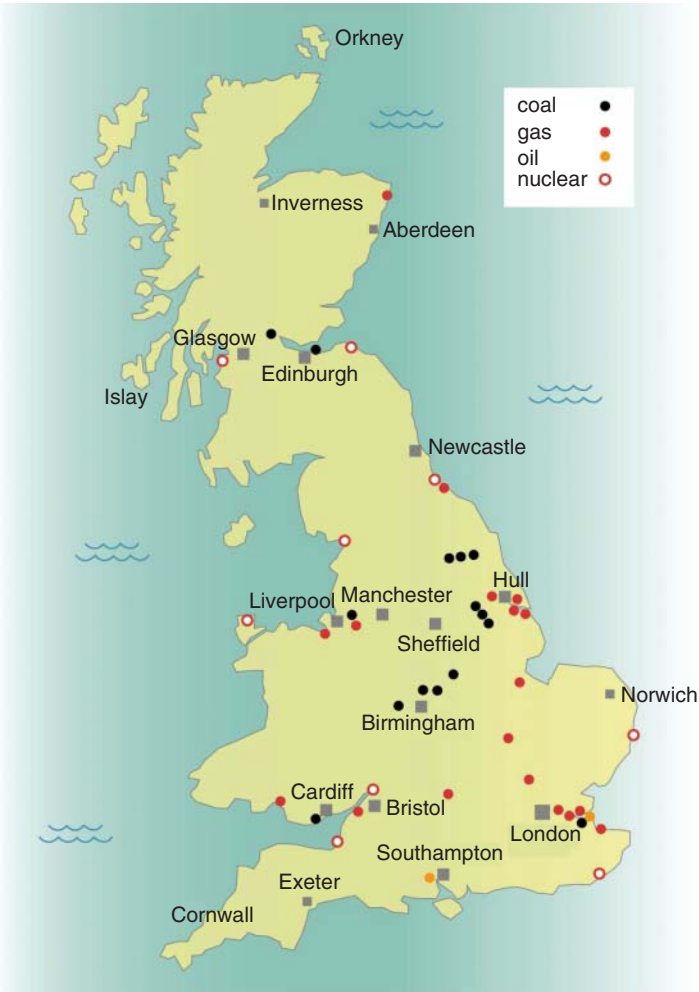 Orkney
coal
gas
oil
nuclear
Inverness
Aberdeen
Glasgow
Edinburgh
Islay
Newcastle
Hull
Manchester
Liverpool
Sheffield
Norwich
Birmingham
Cardiff
Bristol
London
Southampton
Exeter
Cornwall